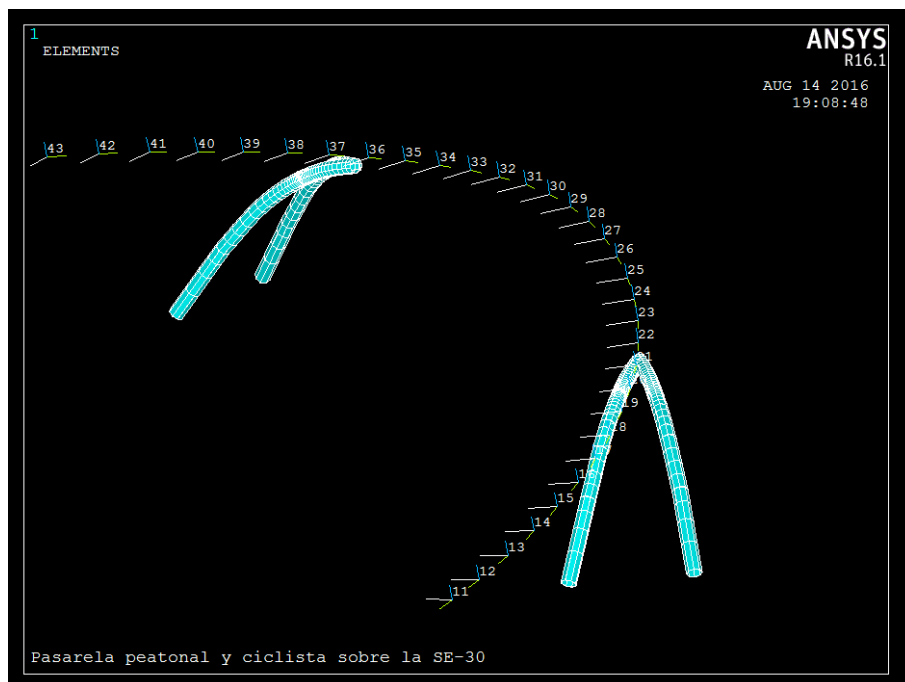 1
ELEMENTS
ANSYS
R16.1
AUG 14 2016
19:08:48
43 42 41 40 39 38 37 36 35 34 33 32 31 30 29 28 27 26 25 24 23 22
19
15
14
13
12
11
Pasarela peatonal y ciclista sobre la SE-30